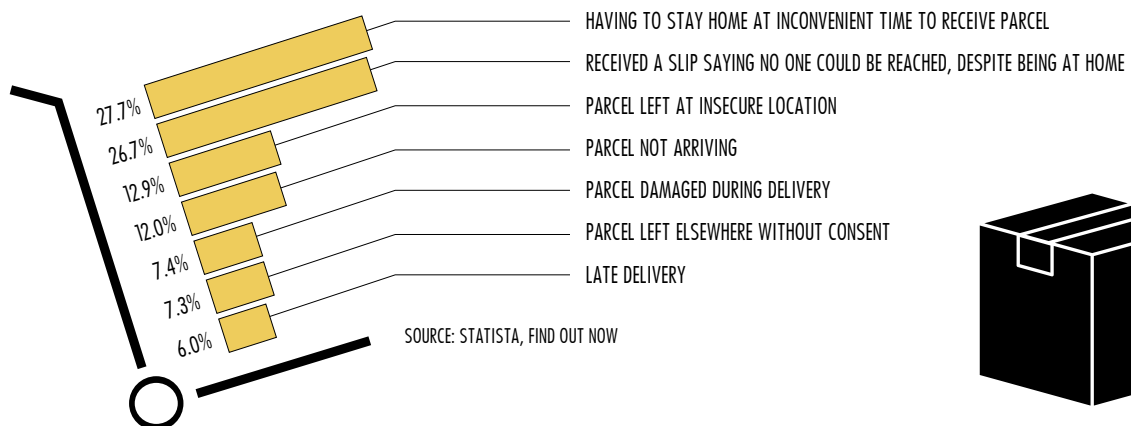 HAVING TO STAY HOME AT INCONVENIENT TIME TO RECEIVE PARCEL
27.7%
RECEIVED A SLIP SAYING NO ONE COULD BE REACHED, DESPITE BEING AT HOME
26.7%
PARCEL LEFT AT INSECURE LOCATION
12.9%
PARCEL NOT ARRIVING
12.0%
PARCEL DAMAGED DURING DELIVERY
7.4%
PARCEL LEFT ELSEWHERE WITHOUT CONSENT
7.3%
LATE DELIVERY
6.0%
SOURCE: STATISTA, FIND OUT NOW